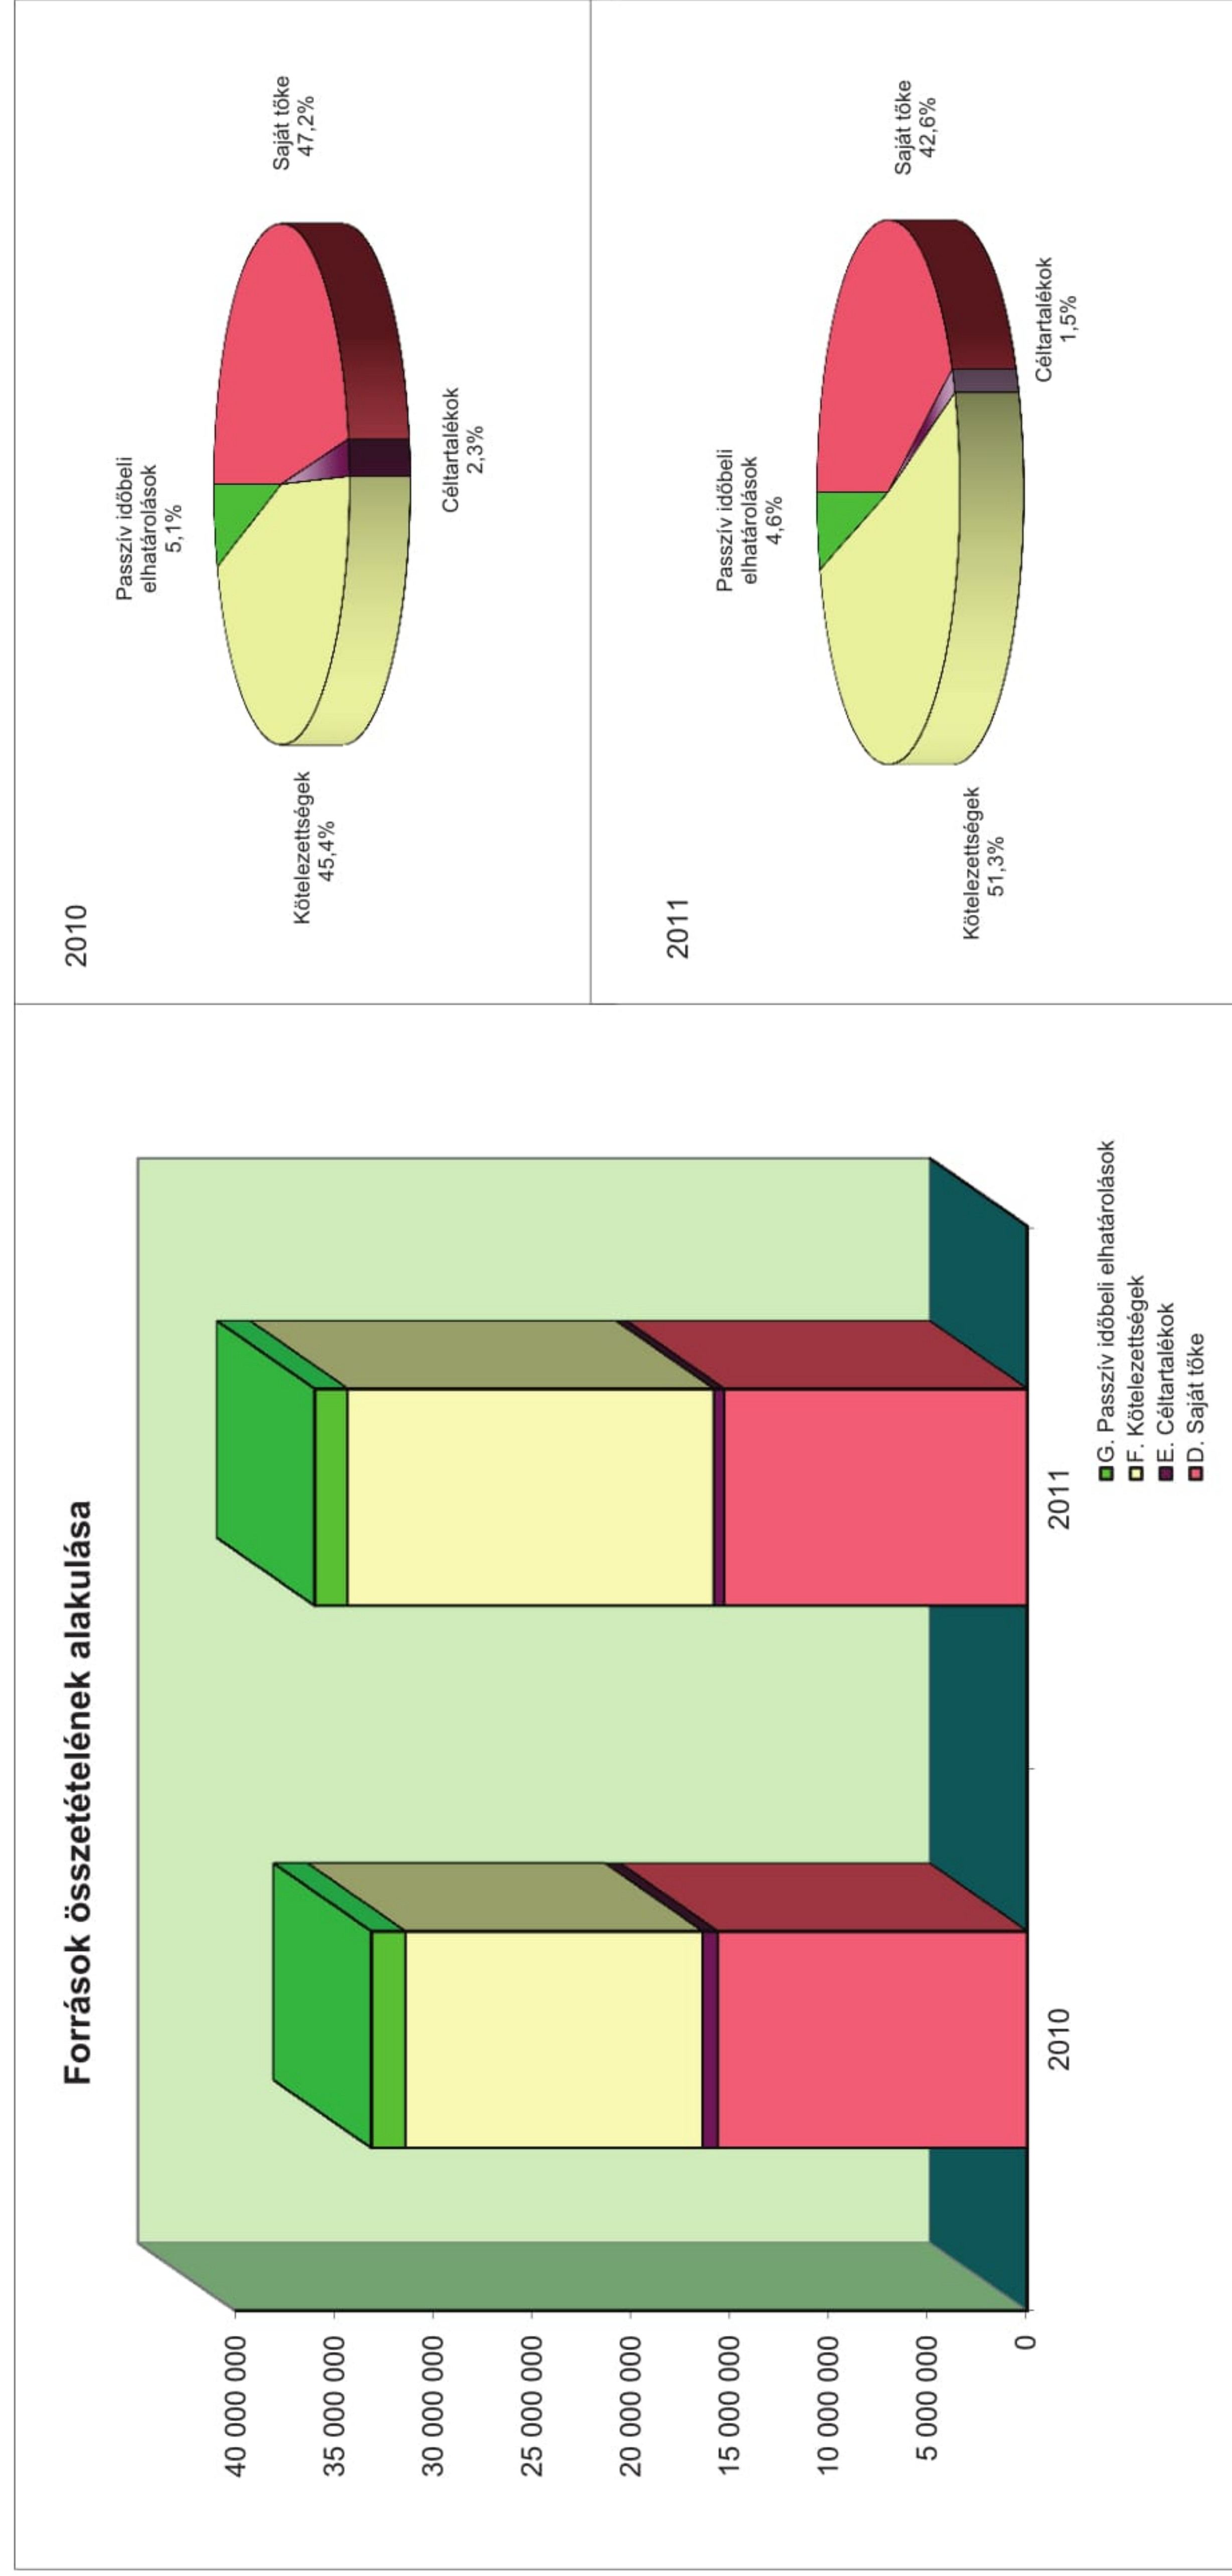 Források összetételének alakulása
40 000 000
35 000 000
30 000 000
25 000 000
20 000 000
15 000 000
10 000 000
5 000 000
0
2010
2011
G. Passzív időbeli elhatárolások
F. Kötelezettségek
E. Céltartalékok
D. Saját tőke
2010
Passzív időbeli
elhatárolások
5,1%
Saját tőke
47,2%
Kötelezettségek
45,4%
Céltartalékok
2,3%
2011
Passzív időbeli
elhatárolások
4,6%
Saját tőke
42,6%
Kötelezettségek
51,3%
Céltartalékok
1,5%